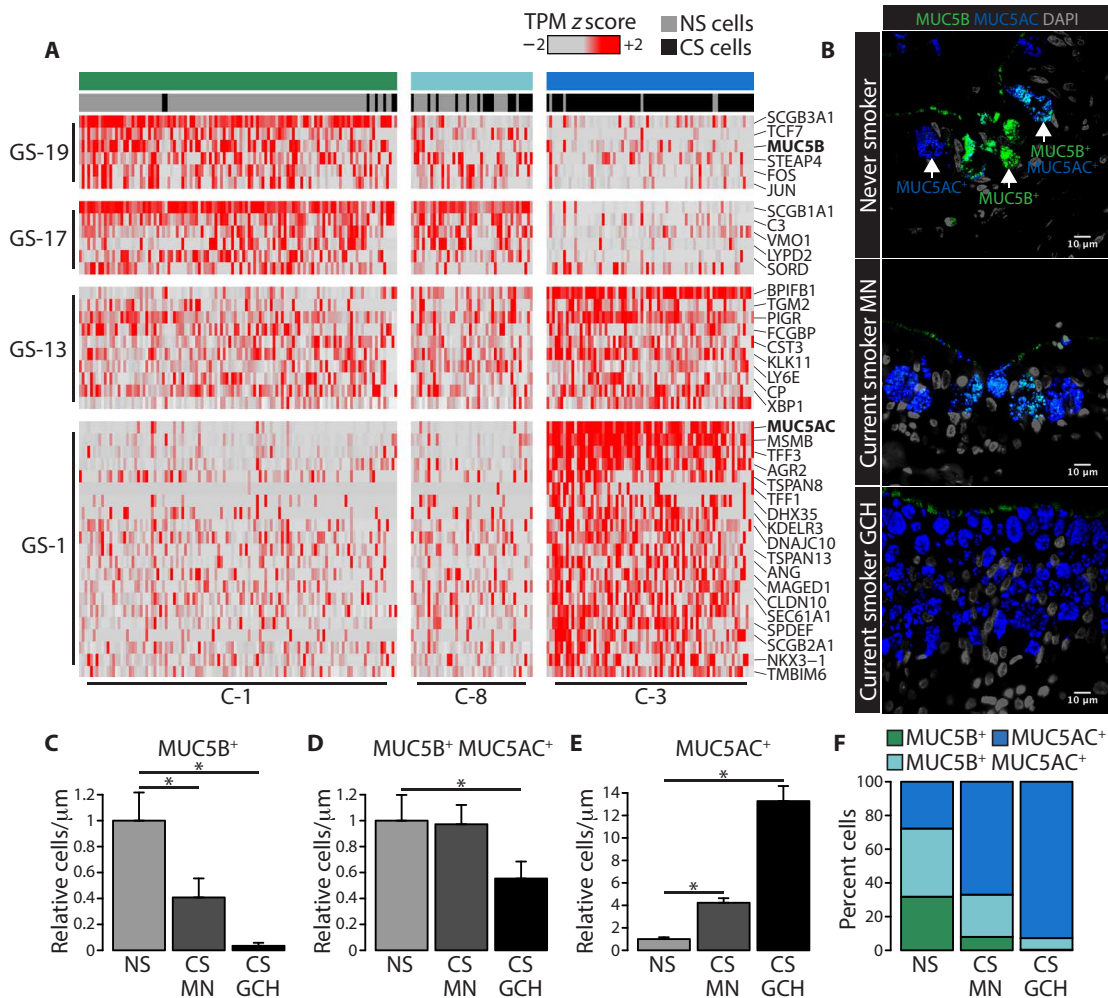 A
TPM z score
−2
+2
NS cells
CS cells
GS-19
SCGB3A1
TCF7
MUC5B
STEAP4
FOS
JUN
GS-17
SCGB1A1
C3
VMO1
LYPD2
SORD
GS-13
BPIFB1
TGM2
PIGR
FCGBP
CST3
KLK11
LY6E
CP
XBP1
GS-1
MUC5AC
MSMB
TFF3
AGR2
TSPAN8
TFF1
DHX35
KDELR3
DNAJC10
TSPAN13
ANG
MAGED1
CLDN10
SEC61A1
SPDEF
SCGB2A1
NKX3−1
TMBIM6
C-1
C-8
C-3
B
MUC5B MUC5AC DAPI
Never smoker
MUC5AC⁺
MUC5B⁺
MUC5AC⁺
MUC5B⁺
10 μm
Current smoker MN
10 μm
Current smoker GCH
10 μm
C
MUC5B⁺
Relative cells/μm
1.2
1
0.8
0.6
0.4
0.2
0
*
*
NS
CS
MN
CS
GCH
D
MUC5B⁺ MUC5AC⁺
Relative cells/μm
1.2
1
0.8
0.6
0.4
0.2
0
*
NS
CS
MN
CS
GCH
E
MUC5AC⁺
Relative cells/μm
14
12
10
8
6
4
2
0
*
*
NS
CS
MN
CS
GCH
F
MUC5B⁺
MUC5AC⁺
MUC5B⁺ MUC5AC⁺
Percent cells
100
80
60
40
20
0
NS
CS
MN
CS
GCH